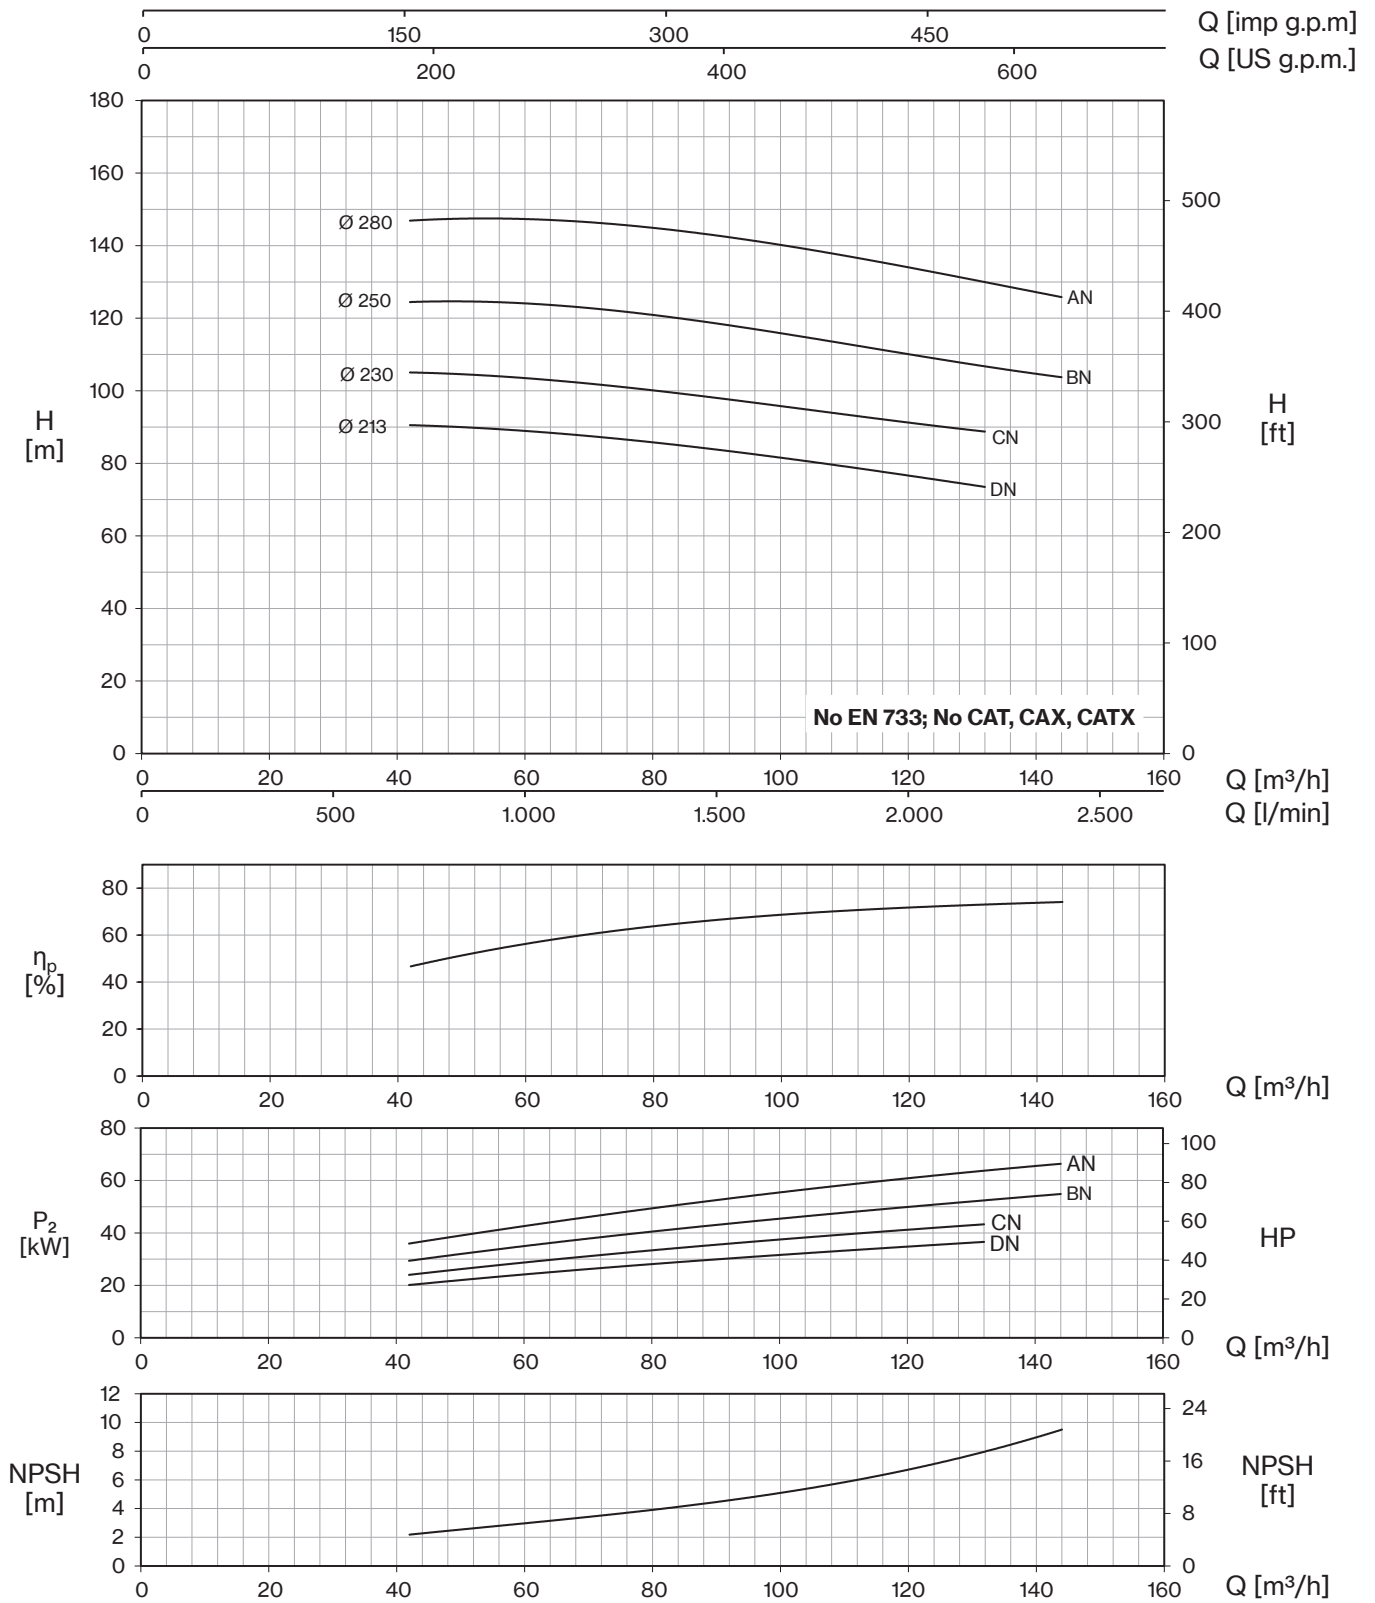 0 150 300 450 Q [imp g.p.m]
0 200 400 600 Q [US g.p.m.]
180
160
500
Ø 280
140
AN
Ø 250
120
400
BN
Ø 230
100
H
[m]
H
[ft]
Ø 213
300
CN
80
DN
60
200
40
100
20
No EN 733; No CAT, CAX, CATX
0
0
0 20 40 60 80 100 120 140 160 Q [m³/h]
0 500 1.000 1.500 2.000 2.500 Q [l/min]
80
60
ηp
[%]
40
20
0
0 20 40 60 80 100 120 140 160 Q [m³/h]
80
100
AN
60
80
BN
P₂
[kW]
60
CN
40
DN
HP
40
20
20
0
0
0 20 40 60 80 100 120 140 160 Q [m³/h]
12
24
10
8
16
NPSH
[m]
NPSH
[ft]
6
4
8
2
0
0
0 20 40 60 80 100 120 140 160 Q [m³/h]